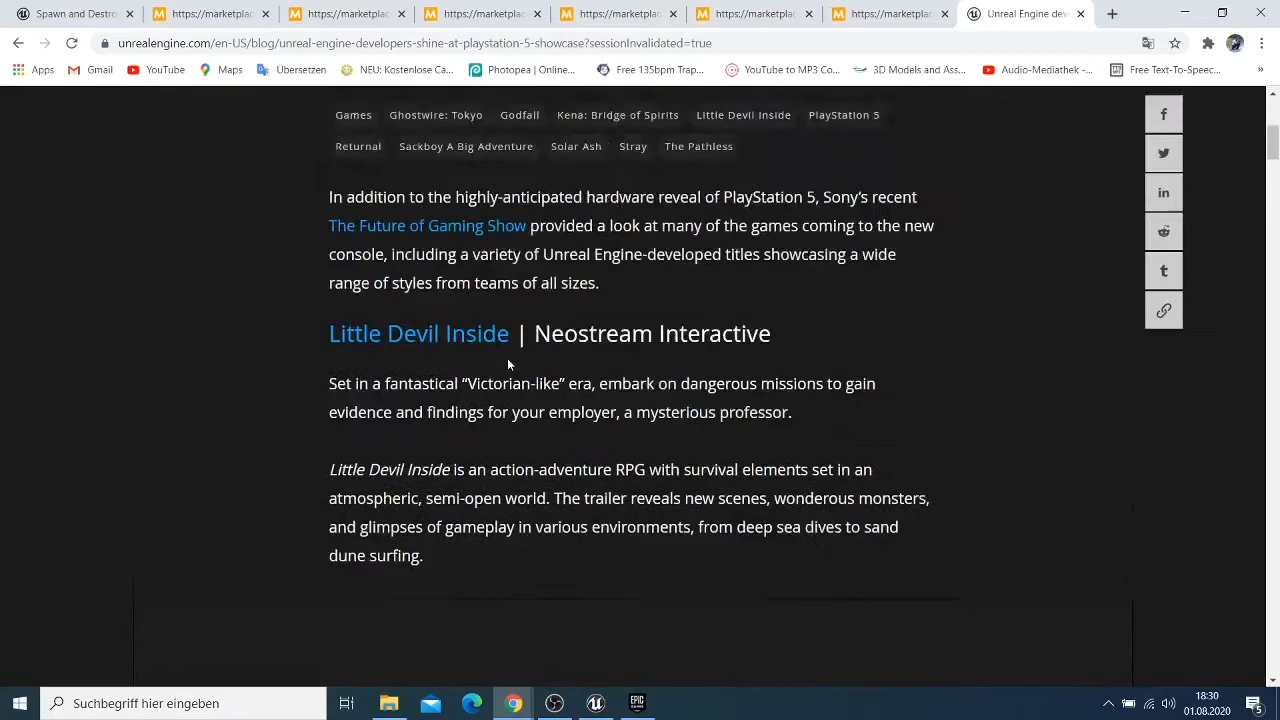 Spawn and Destro
https://marketplac
https://marketplac
https://marketplac
https://marketplac
https://marketplac
https://marketplac
Unreal Engine dev
unrealengine.com/en-US/blog/unreal-engine-developers-shine-at-playstation-5-showcase?sessionInvalidated=true
Apps
Gmail
YouTube
Maps
Übersetzen
NEU: Kostenlose Ca...
Photopea | Online...
Free 135bpm Trap...
YouTube to MP3 Co...
3D Models and Ass...
Audio-Mediathek -...
Free Text-To-Speec...
Games Ghostwire: Tokyo Godfall Kena: Bridge of Spirits Little Devil Inside PlayStation 5
Returnal Sackboy A Big Adventure Solar Ash Stray The Pathless
In addition to the highly-anticipated hardware reveal of PlayStation 5, Sony's recent
The Future of Gaming Show provided a look at many of the games coming to the new
console, including a variety of Unreal Engine-developed titles showcasing a wide
range of styles from teams of all sizes.
Little Devil Inside | Neostream Interactive
Set in a fantastical “Victorian-like” era, embark on dangerous missions to gain
evidence and findings for your employer, a mysterious professor.
Little Devil Inside is an action-adventure RPG with survival elements set in an
atmospheric, semi-open world. The trailer reveals new scenes, wonderous monsters,
and glimpses of gameplay in various environments, from deep sea dives to sand
dune surfing.
Suchbegriff hier eingeben
EPIC GAMES
18:30
01.08.2020
5